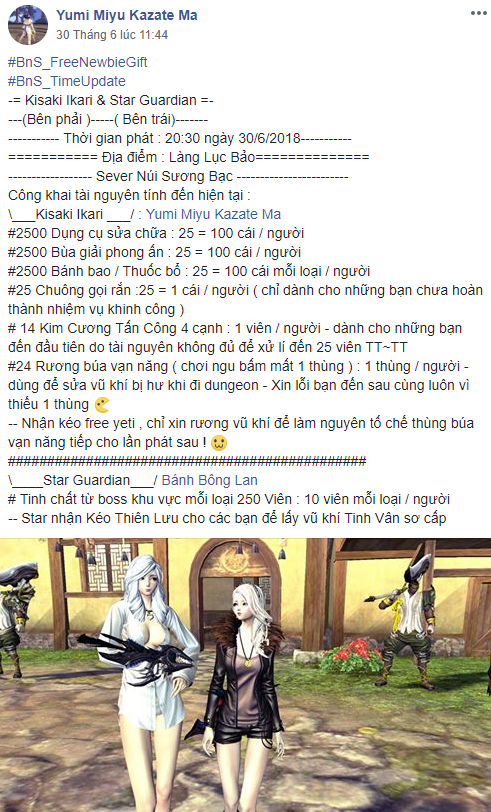 Yumi Miyu Kazate Ma
30 Tháng 6 lúc 11:44
#BnS_FreeNewbieGift
#BnS_TimeUpdate
-= Kisaki Ikari & Star Guardian =-
---(Bên phải )-----( Bên trái)-------
----------- Thời gian phát : 20:30 ngày 30/6/2018-----------
=========== Địa điểm : Làng Lục Bảo==============
------------------ Sever Núi Sương Bạc ------------------------
Công khai tài nguyên tính đến hiện tại :
\___Kisaki Ikari ___/ : Yumi Miyu Kazate Ma
#2500 Dụng cụ sửa chữa : 25 = 100 cái / người
#2500 Bùa giải phong ấn : 25 = 100 cái / người
#2500 Bánh bao / Thuốc bổ : 25 = 100 cái mỗi loại / người
#25 Chuông gọi rắn :25 = 1 cái / người ( chỉ dành cho những bạn chưa hoàn
thành nhiệm vụ khinh công )
# 14 Kim Cương Tấn Công 4 cạnh : 1 viên / người - dành cho những bạn
đến đầu tiên do tài nguyên không đủ để xử lí đến 25 viên TT~TT
#24 Rương búa vạn năng ( chơi ngu bấm mất 1 thùng ) : 1 thùng / người -
dùng để sửa vũ khí bị hư khi đi dungeon - Xin lỗi bạn đến sau cùng luôn vì
thiếu 1 thùng
-- Nhận kéo free yeti , chỉ xin rương vũ khí để làm nguyên tố chế thùng búa
vạn năng tiếp cho lần phát sau !
##############################################
\____Star Guardian___/ Bánh Bông Lan
# Tinh chất từ boss khu vực mỗi loại 250 Viên : 10 viên mỗi loại / người
-- Star nhận Kéo Thiên Lưu cho các bạn để lấy vũ khí Tinh Vân sơ cấp